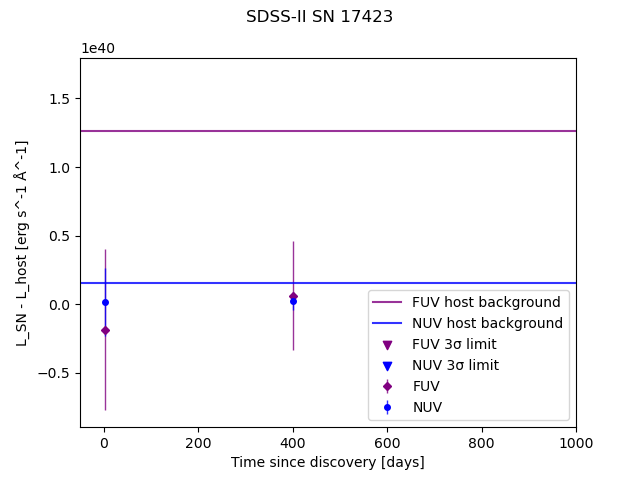 SDSS-II SN 17423
1e40
1.5
1.0
0.5
0.0
−0.5
L_SN - L_host [erg s^-1 Å^-1]
0
200
400
600
800
1000
Time since discovery [days]
FUV host background
NUV host background
FUV 3σ limit
NUV 3σ limit
FUV
NUV